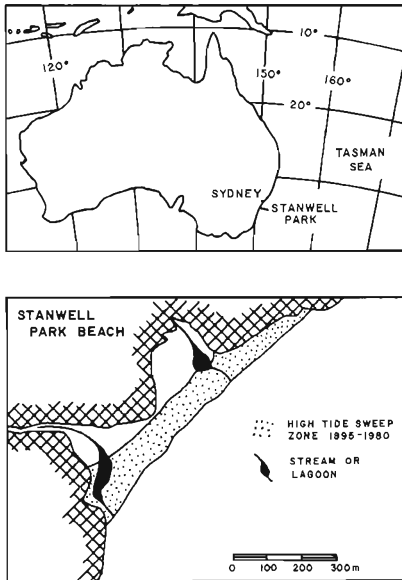 10°
120°
150°
160°
20°
TASMAN
SEA
SYDNEY
STANWELL
PARK
STANWELL
PARK BEACH
HIGH TIDE SWEEP
ZONE 1895-1980
STREAM OR
LAGOON
0 100 200 300m